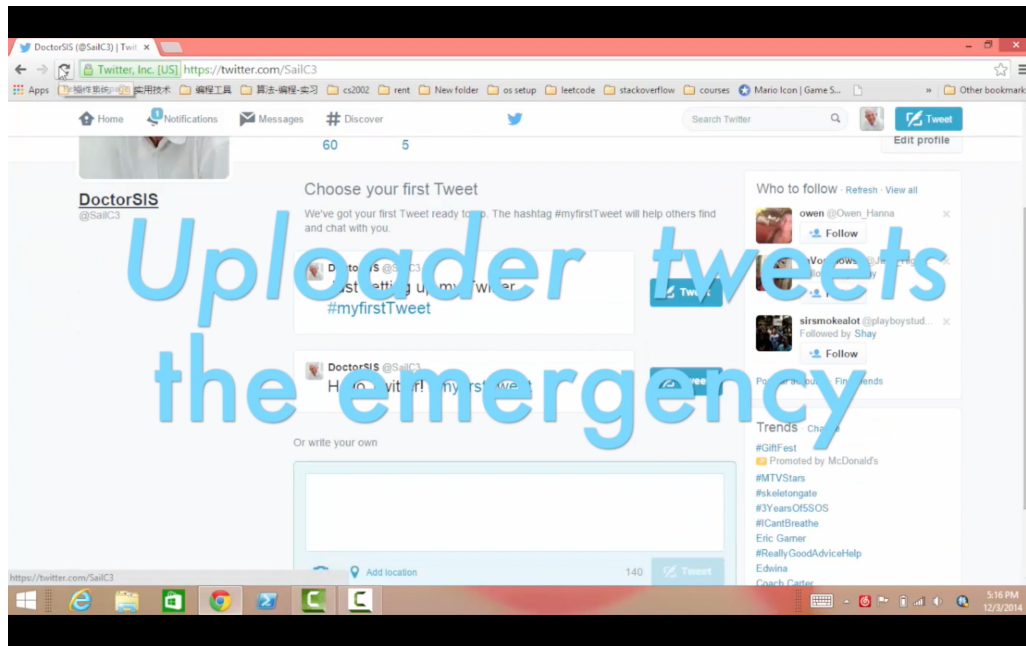 DoctorSIS (@SailC3) | Twit
Twitter, Inc. [US] https://twitter.com/SailC3
Apps 实用技术 编程工具 算法-编程-实习 cs2002 rent New folder os setup leetcode stackoverflow courses Mario Icon | Game S... » Other bookmark
Home 1 Notifications Messages # Discover Search Twitter Tweet
60 5 Edit profile
DoctorSIS
@SailC3
Choose your first Tweet
We've got your first Tweet ready to go. The hashtag #myfirstTweet will help others find
and chat with you.
Who to follow · Refresh · View all
owen @Owen_Hanna
Follow
Uploader tweets
the emergency
#myfirstTweet
Tweet
sirsmokealot @playboystud...
Followed by Shay
Follow
DoctorSIS @SailC3
Or write your own
Trends
#GiftFest
Promoted by McDonald's
#MTVStars
#skeletongate
#3YearsOf5SOS
#ICantBreathe
Eric Garner
#ReallyGoodAdviceHelp
Edwina
Coach Carter
Add location 140 Tweet
https://twitter.com/SailC3
5:16 PM
12/3/2014